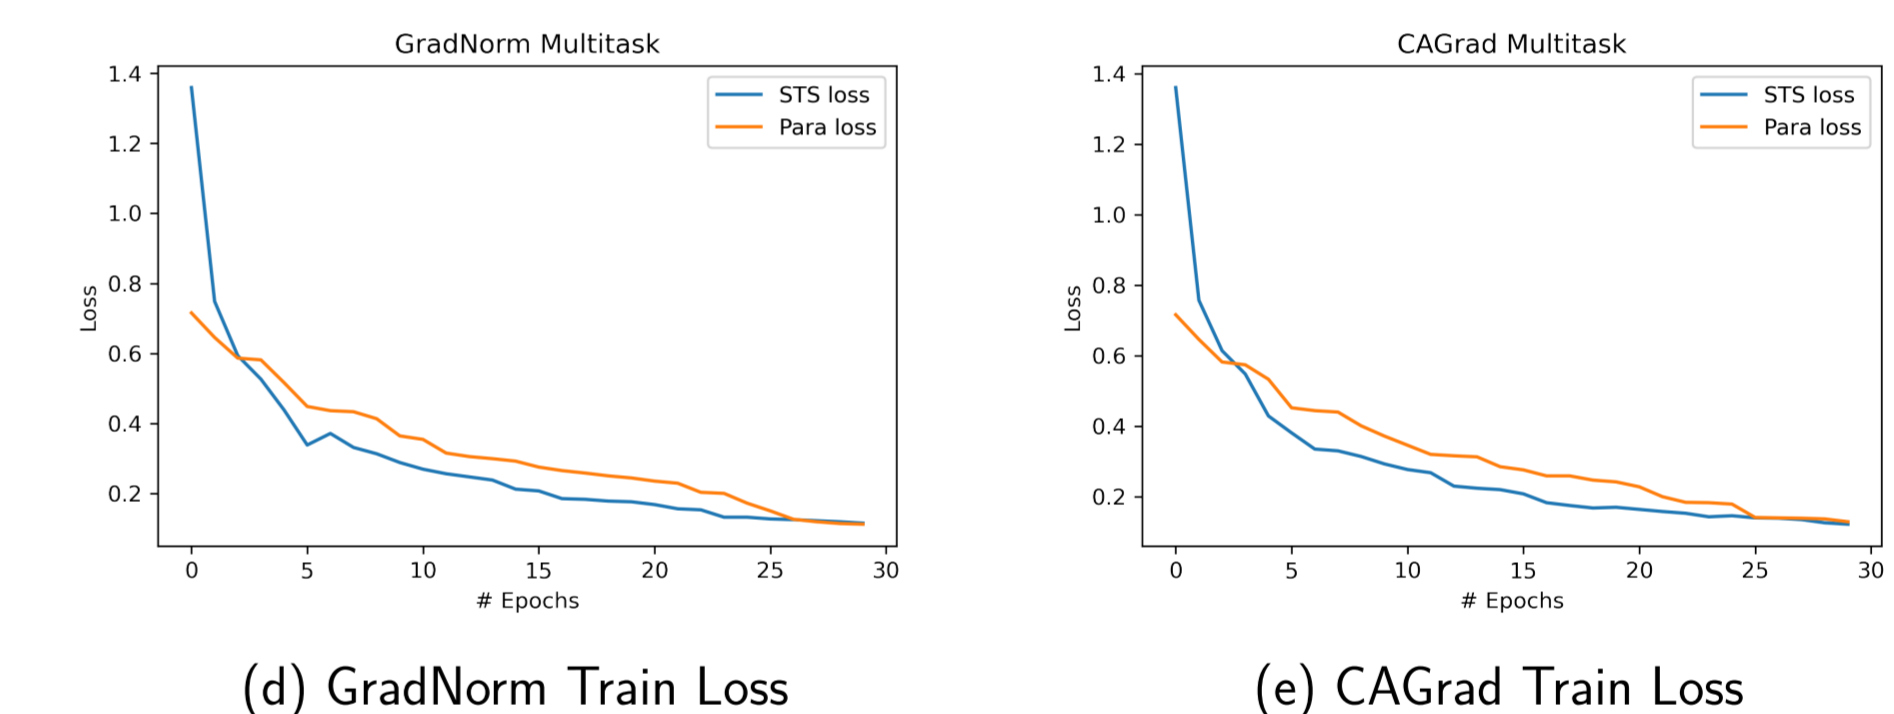 GradNorm Multitask
1.4
1.2
1.0
0.8
0.6
0.4
0.2
Loss
STS loss
Para loss
0 5 10 15 20 25 30
# Epochs
(d) GradNorm Train Loss
CAGrad Multitask
1.4
1.2
1.0
0.8
0.6
0.4
0.2
Loss
STS loss
Para loss
0 5 10 15 20 25 30
# Epochs
(e) CAGrad Train Loss